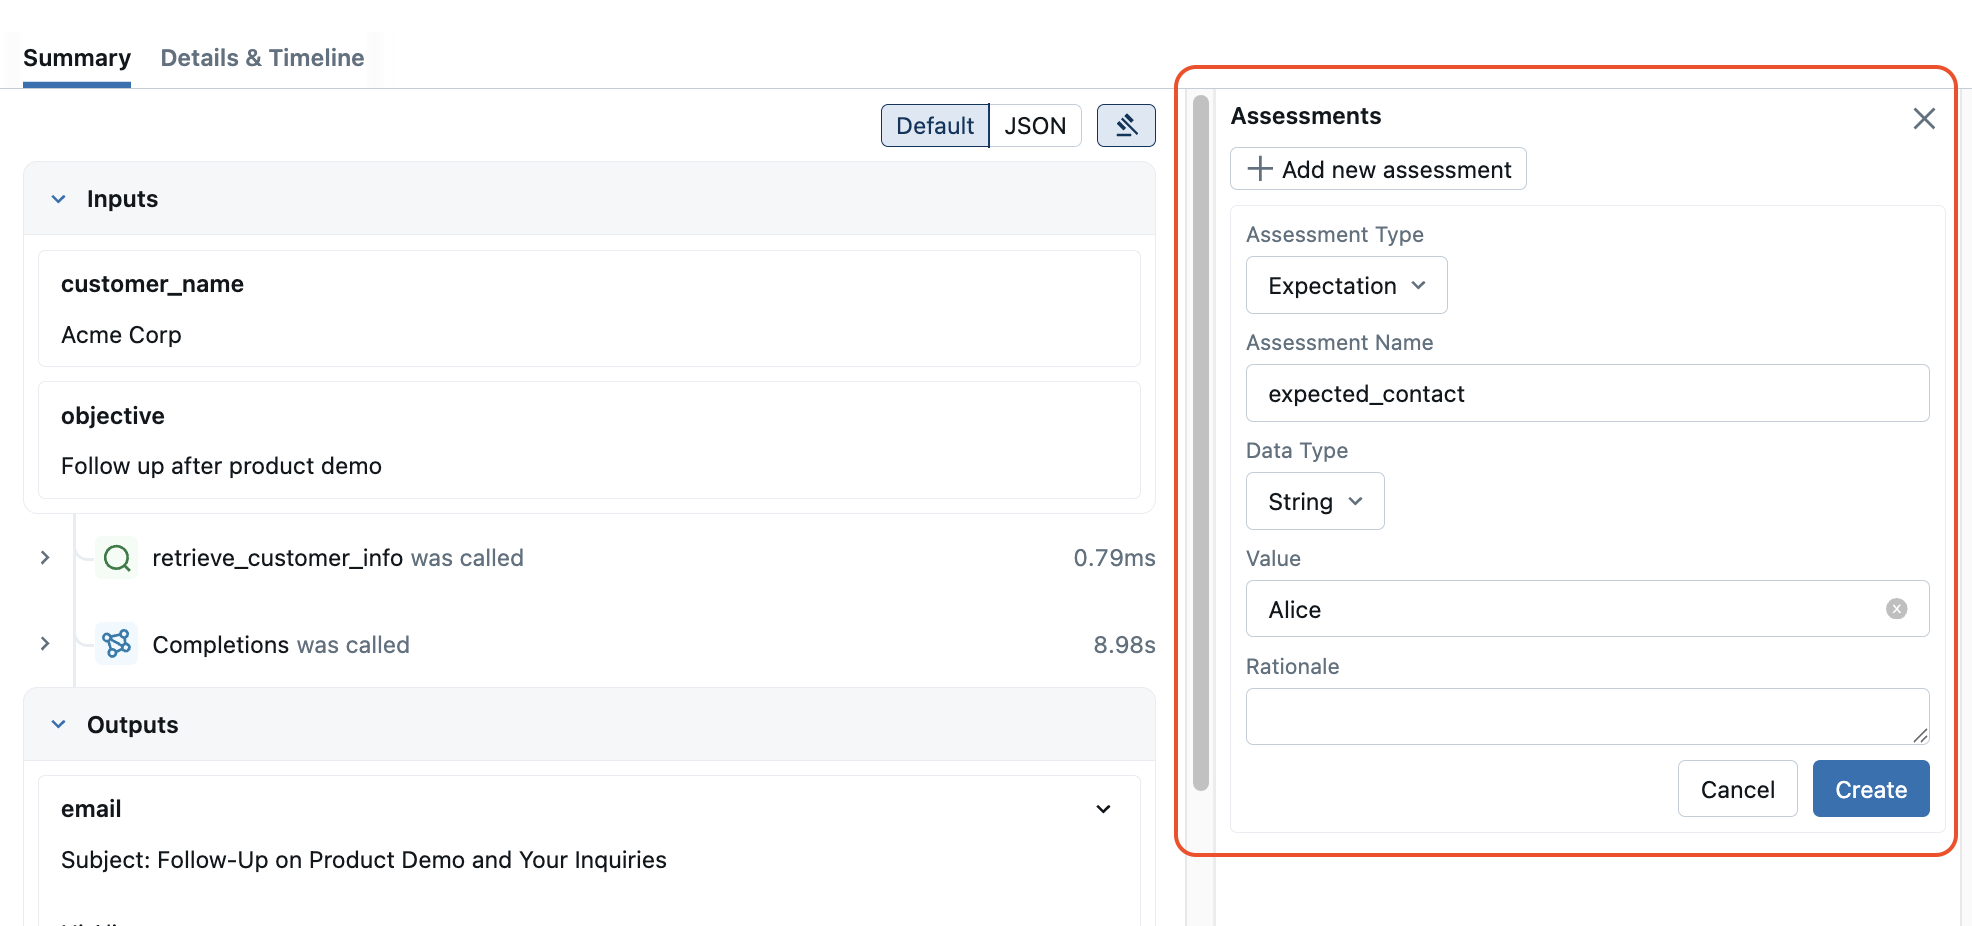 Summary Details & Timeline
Default JSON
Inputs
customer_name
Acme Corp
objective
Follow up after product demo
retrieve_customer_info was called 0.79ms
Completions was called 8.98s
Outputs
email
Subject: Follow-Up on Product Demo and Your Inquiries
Assessments
Add new assessment
Assessment Type
Expectation
Assessment Name
expected_contact
Data Type
String
Value
Alice
Rationale
Cancel Create